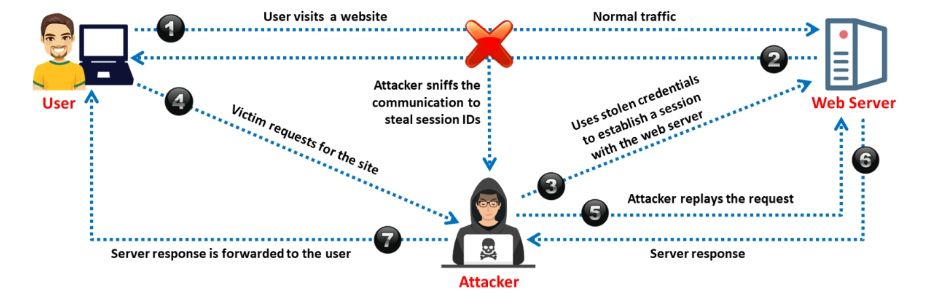 User visits a website
Normal traffic
1
2
User
Web Server
Attacker sniffs the
communication to
steal session IDs
Uses stolen credentials
to establish a session
with the web server
4
Victim requests for the site
3
6
5
Attacker replays the request
7
Server response is forwarded to the user
Server response
Attacker